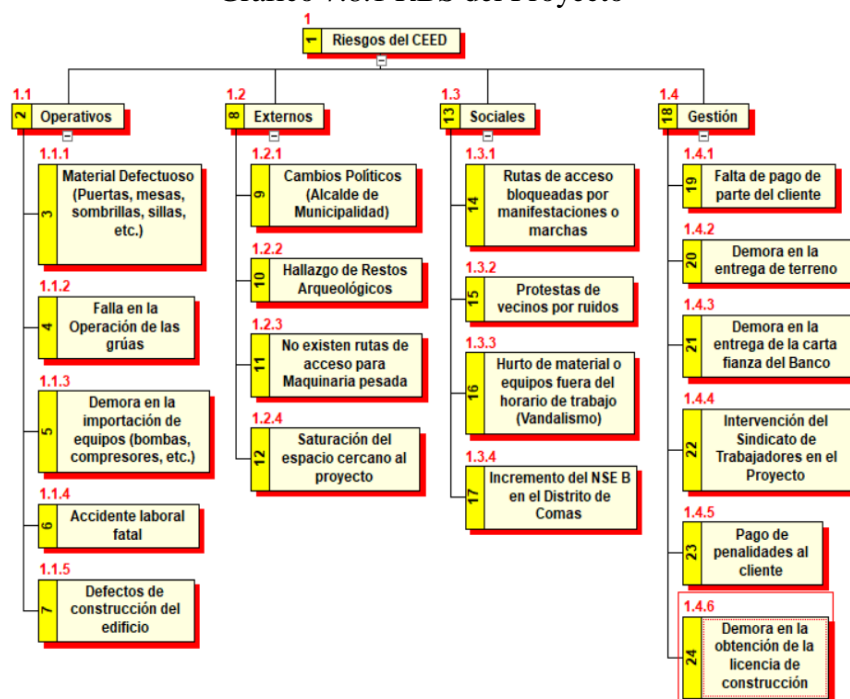 Gráfico 7.8.1 RBS del Proyecto
1
1
Riesgos del CEED
1.1
2
Operativos
1.1.1
3
Material Defectuoso
(Puertas, mesas,
sombrillas, sillas,
etc.)
1.1.2
4
Falla en la
Operación de las
grúas
1.1.3
5
Demora en la
importación de
equipos (bombas,
compresores, etc.)
1.1.4
6
Accidente laboral
fatal
1.1.5
7
Defectos de
construcción del
edificio
1.2
8
Externos
1.2.1
9
Cambios Políticos
(Alcalde de
Municipalidad)
1.2.2
10
Hallazgo de Restos
Arqueológicos
1.2.3
11
No existen rutas de
acceso para
Maquinaria pesada
1.2.4
12
Saturación del
espacio cercano al
proyecto
1.3
13
Sociales
1.3.1
14
Rutas de acceso
bloqueadas por
manifestaciones o
marchas
1.3.2
15
Protestas de
vecinos por ruidos
1.3.3
16
Hurto de material o
equipos fuera del
horario de trabajo
(Vandalismo)
1.3.4
17
Incremento del NSE B
en el Distrito de
Comas
1.4
18
Gestión
1.4.1
19
Falta de pago de
parte del cliente
1.4.2
20
Demora en la
entrega de terreno
1.4.3
21
Demora en la
entrega de la carta
fianza del Banco
1.4.4
22
Intervención del
Sindicato de
Trabajadores en el
Proyecto
1.4.5
23
Pago de
penalidades al
cliente
1.4.6
24
Demora en la
obtención de la
licencia de
construcción